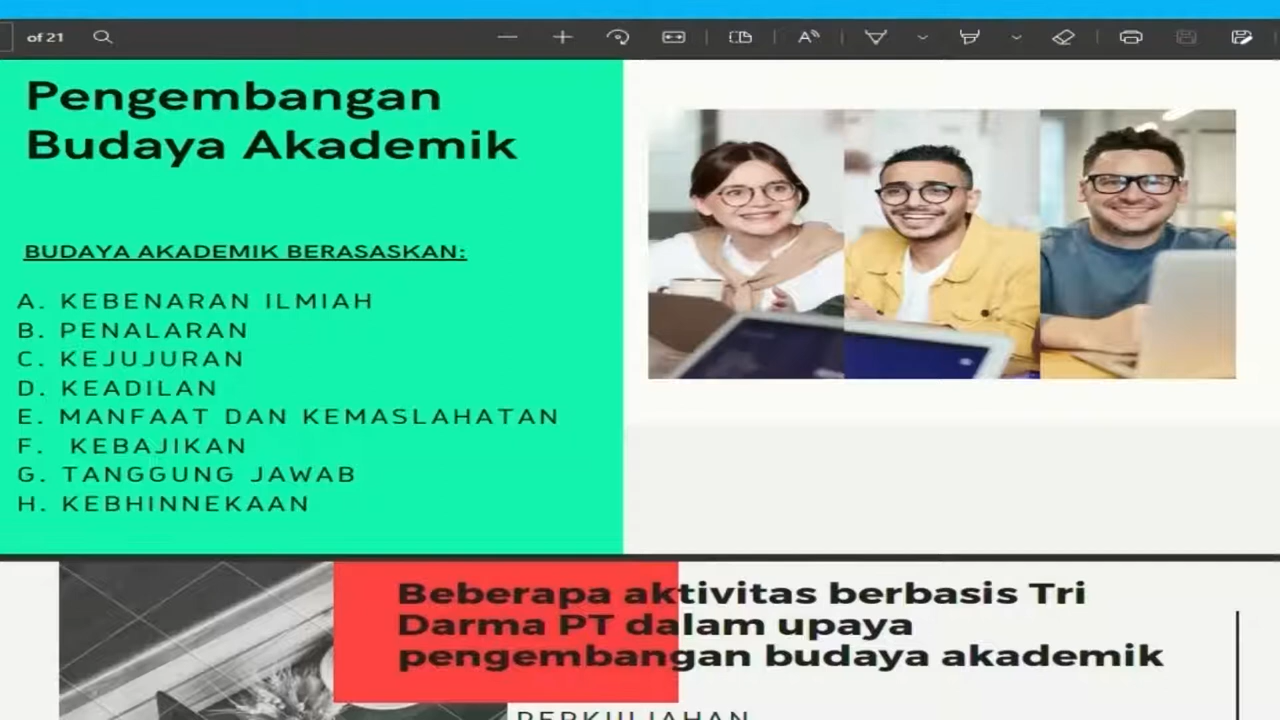 of 21
Pengembangan
Budaya Akademik
BUDAYA AKADEMIK BERASASKAN:
A. KEBENARAN ILMIAH
B. PENALARAN
C. KEJUJURAN
D. KEADILAN
E. MANFAAT DAN KEMASLAHATAN
F. KEBAJIKAN
G. TANGGUNG JAWAB
H. KEBHINNEKAAN
Beberapa aktivitas berbasis Tri
Darma PT dalam upaya
pengembangan budaya akademik
PERKULIAHAN